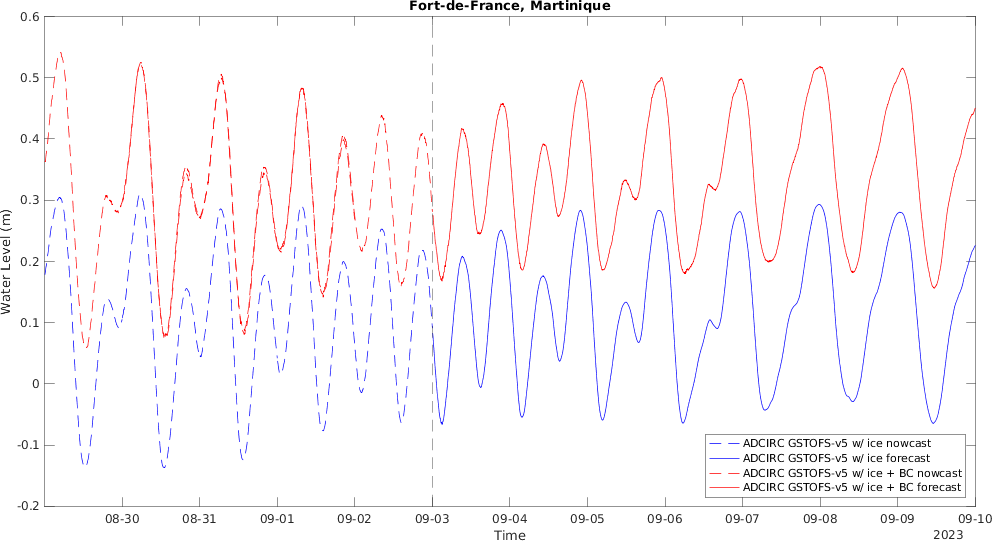 Fort-de-France, Martinique
0.6
0.5
0.4
0.3
0.2
0.1
0
-0.1
-0.2
Water Level (m)
ADCIRC GSTOFS-v5 w/ ice nowcast
ADCIRC GSTOFS-v5 w/ ice forecast
ADCIRC GSTOFS-v5 w/ ice + BC nowcast
ADCIRC GSTOFS-v5 w/ ice + BC forecast
08-30 08-31 09-01 09-02 09-03 09-04 09-05 09-06 09-07 09-08 09-09 09-10
Time
2023